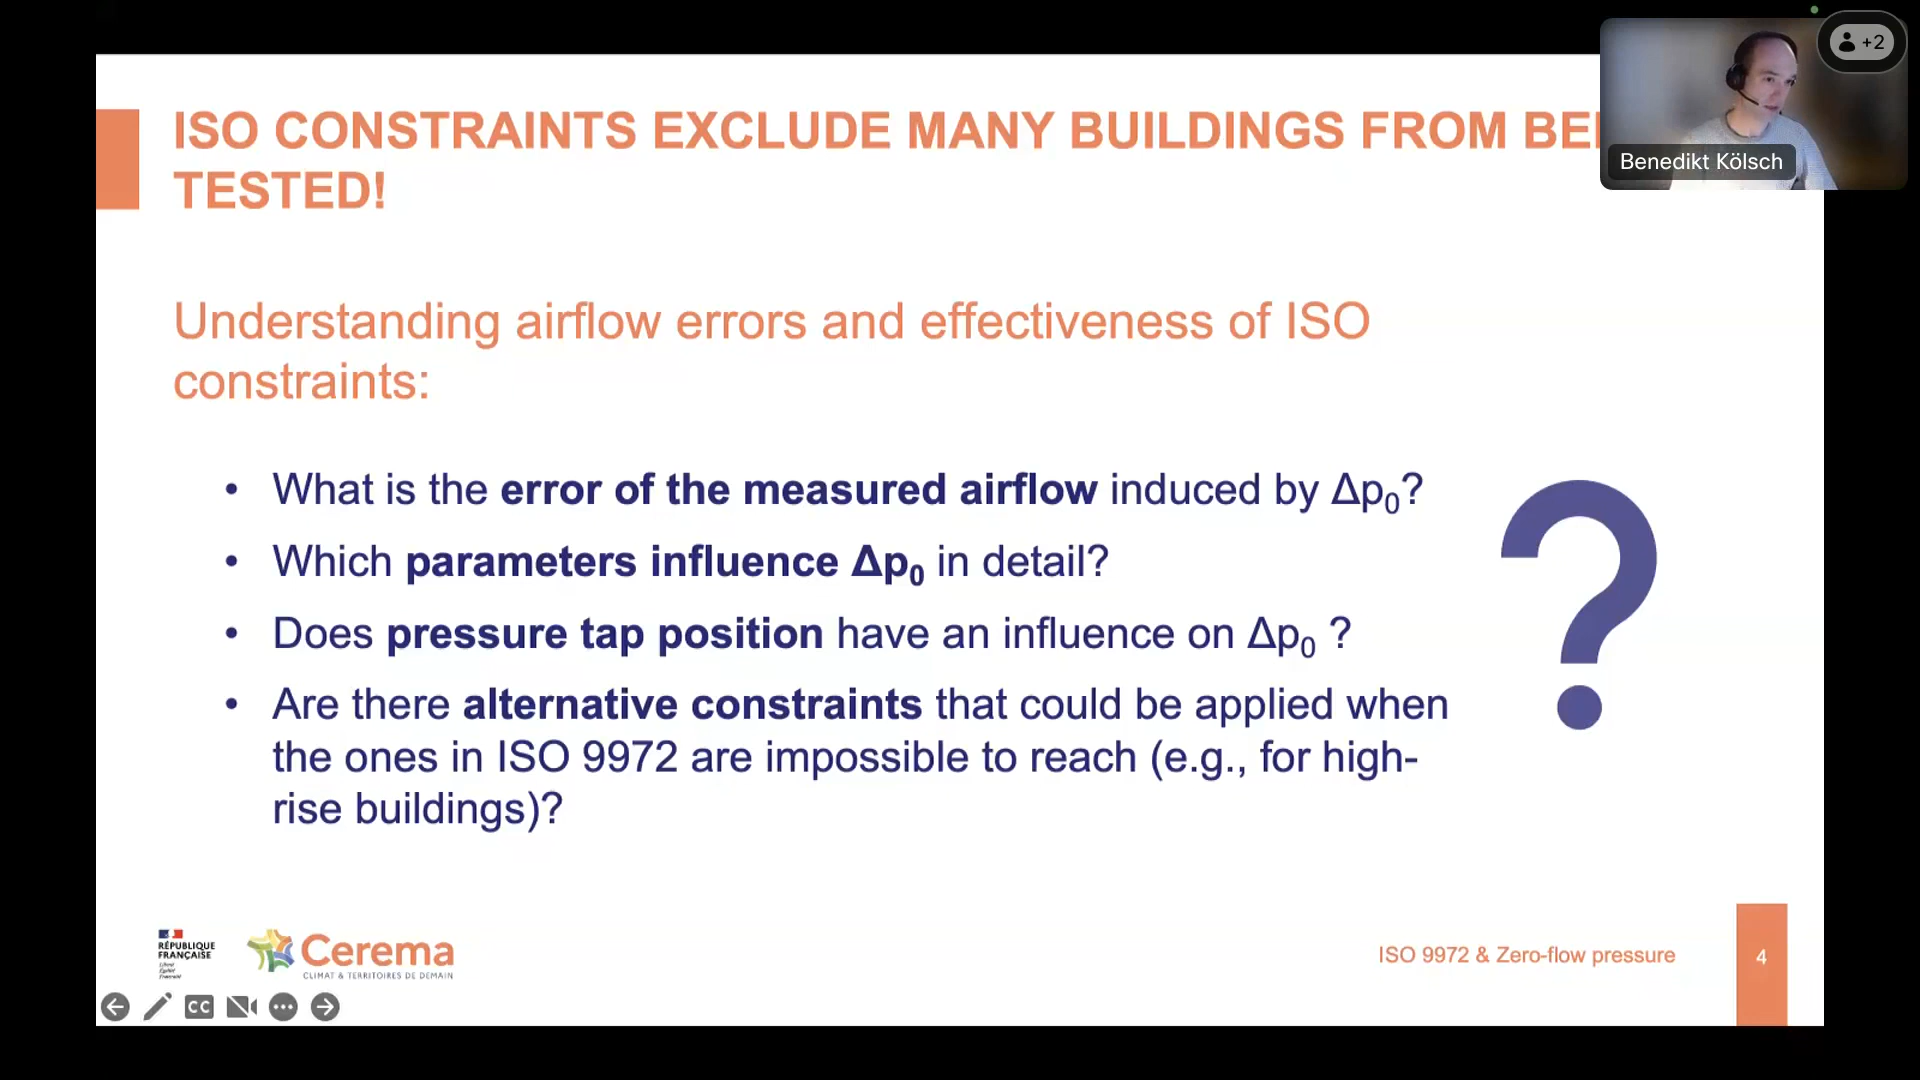 +2
Benedikt Kölsch
ISO CONSTRAINTS EXCLUDE MANY BUILDINGS FROM
TESTED!
Understanding airflow errors and effectiveness of ISO
constraints:
• What is the error of the measured airflow induced by Δp₀?
• Which parameters influence Δp₀ in detail?
• Does pressure tap position have an influence on Δp₀ ?
• Are there alternative constraints that could be applied when
the ones in ISO 9972 are impossible to reach (e.g., for high-
rise buildings)?
RÉPUBLIQUE
FRANÇAISE
Liberté
Égalité
Fraternité
Cerema
CLIMAT & TERRITOIRES DE DEMAIN
ISO 9972 & Zero-flow pressure
4
CC